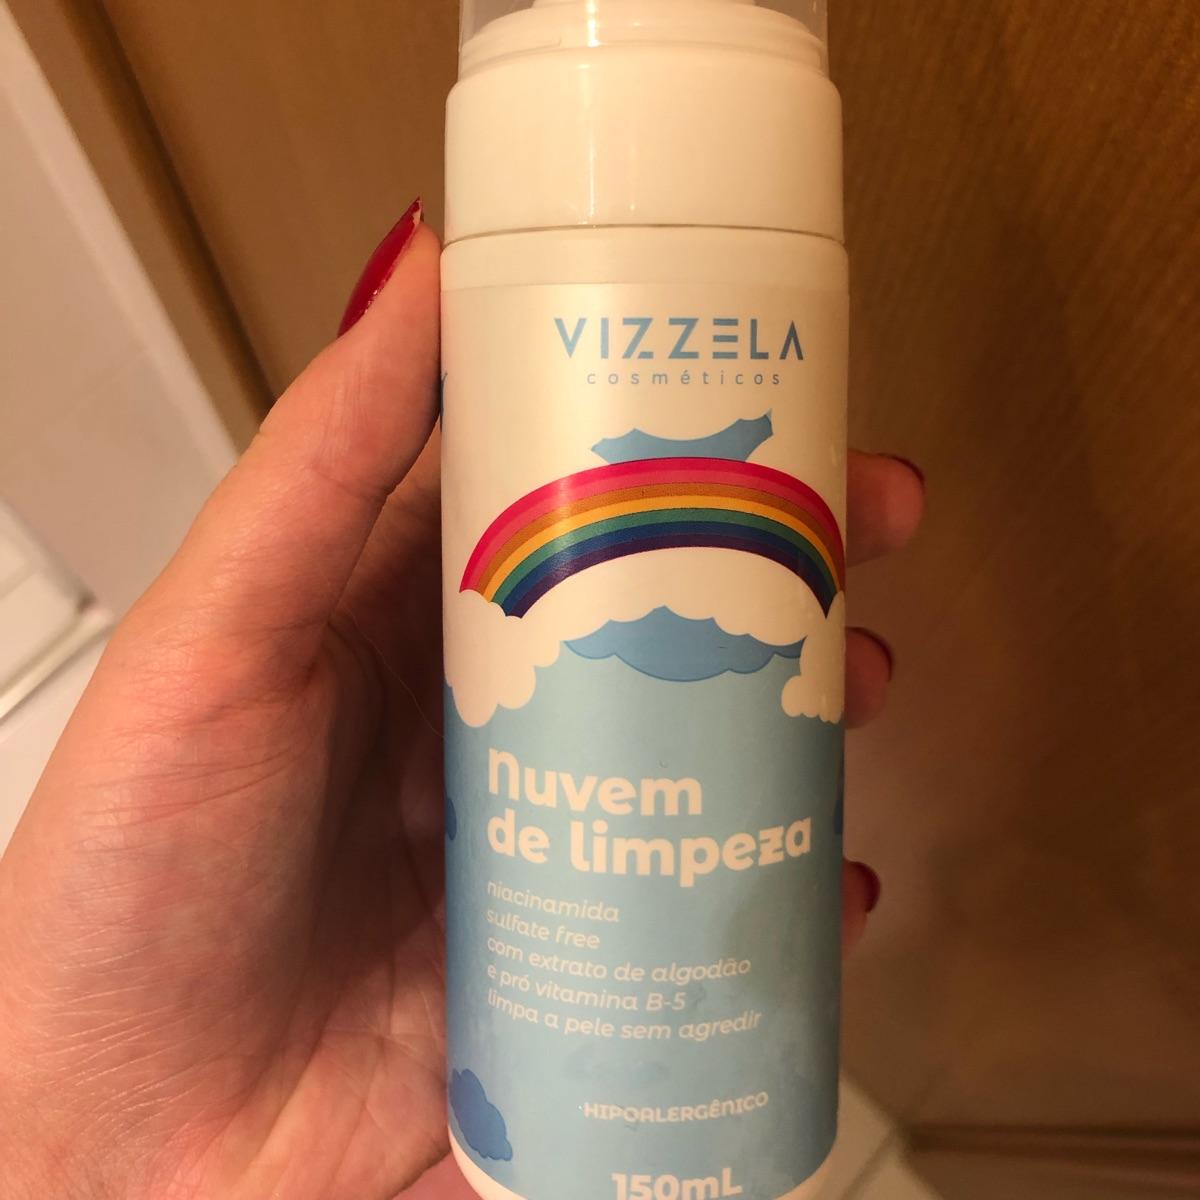 VIZZELA
cosméticos
Nuvem
de limpeza
niacinamida
sulfate free
com extrato de algodão
e pró vitamina B-5
limpa a pele sem agredir
HIPOALERGÊNICO
150mL